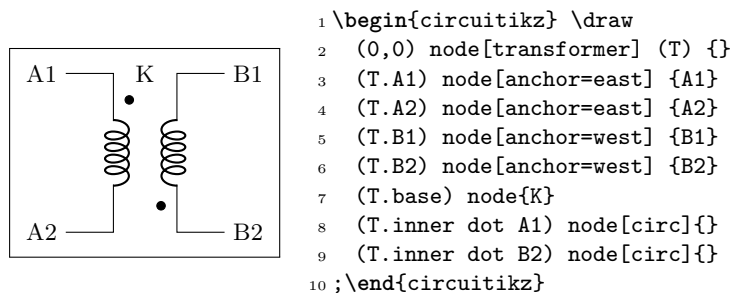 A1 K B1
A2 B2
1 \begin{circuitikz} \draw
2 (0,0) node[transformer] (T) {}
3 (T.A1) node[anchor=east] {A1}
4 (T.A2) node[anchor=east] {A2}
5 (T.B1) node[anchor=west] {B1}
6 (T.B2) node[anchor=west] {B2}
7 (T.base) node{K}
8 (T.inner dot A1) node[circ]{}
9 (T.inner dot B2) node[circ]{}
10 ;\end{circuitikz}